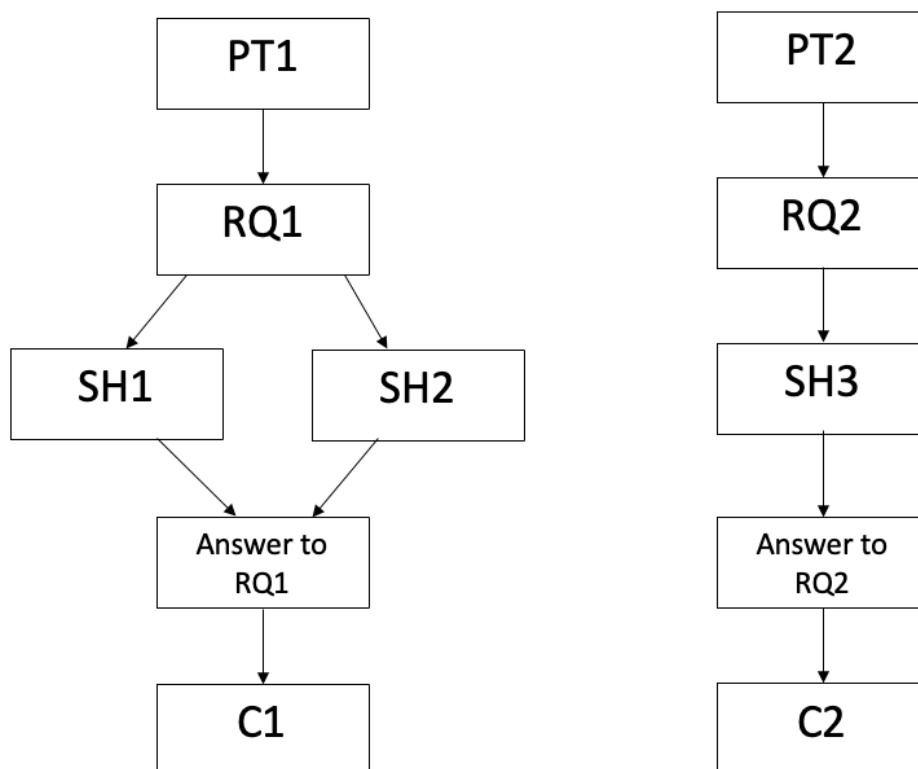 PT1
PT2
RQ1
RQ2
SH1
SH2
SH3
Answer to
RQ1
Answer to
RQ2
C1
C2